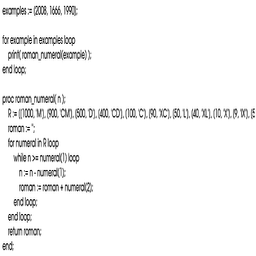 examples := (2008, 1666, 1990);
for example in examples loop
print( roman_numeral(example) );
end loop;
proc roman_numeral( n );
R := ((1000, 'M'), (900, 'CM'), (500, 'D'), (400, 'CD'), (100, 'C'), (90, 'XC'), (50, 'L'), (40, 'XL'), (10, 'X'), (9, 'IX'), (5
roman := '';
for numeral in R loop
while n >= numeral(1) loop
n := n - numeral(1);
roman := roman + numeral(2);
end loop;
end loop;
return roman;
end;